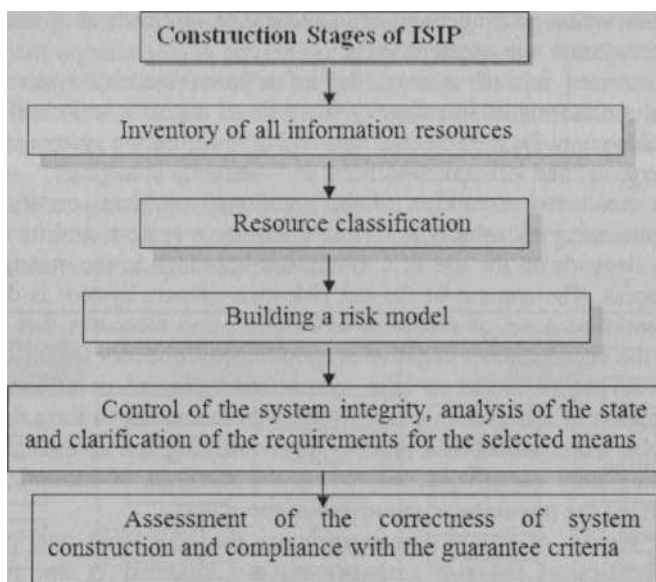 Construction Stages of ISIP
Inventory of all information resources
Resource classification
Building a risk model
Control of the system integrity, analysis of the state
and clarification of the requirements for the selected means
Assessment of the correctness of system
construction and compliance with the guarantee criteria